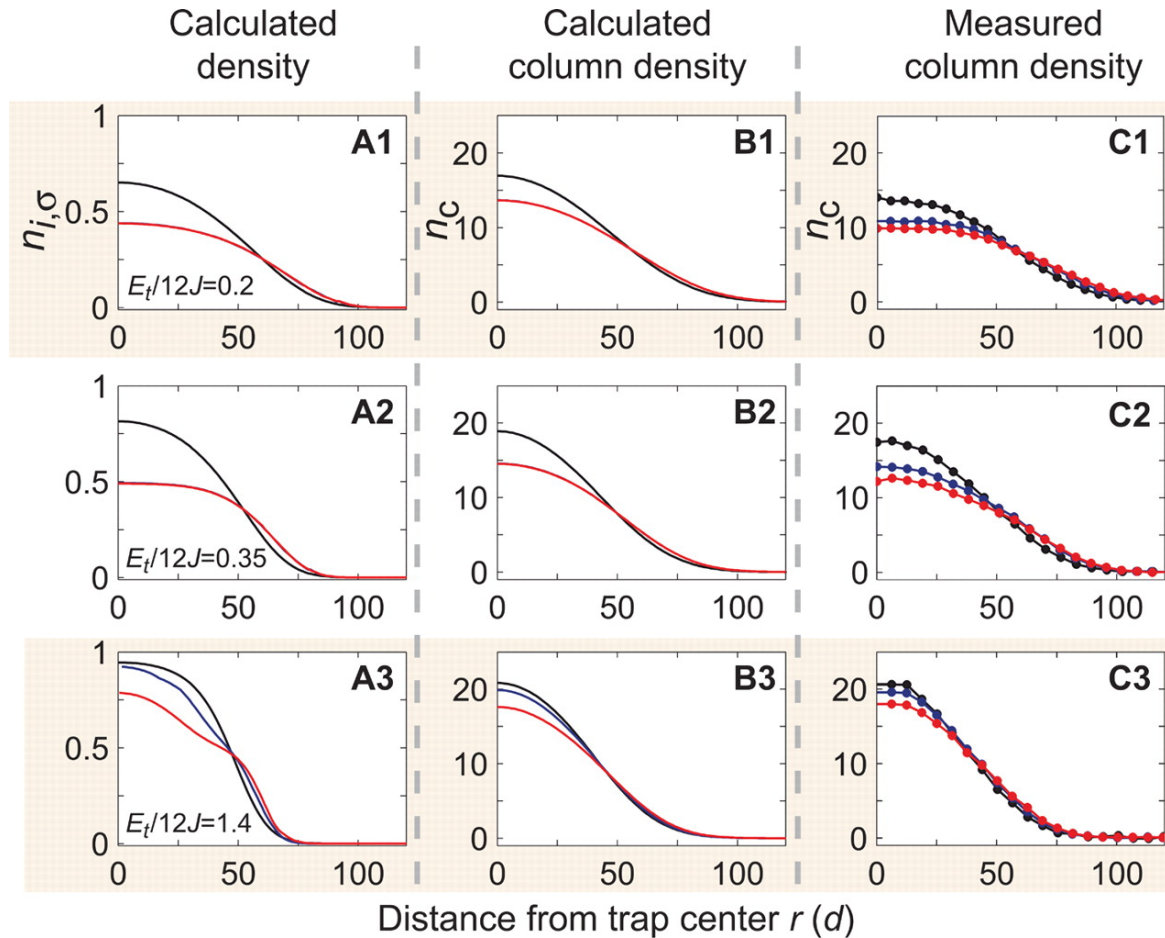 Calculated
density
Calculated
column density
Measured
column density
A1
1
0.5
0
n_i,σ
E_t/12J=0.2
0 50 100
B1
20
10
0
n_c
0 50 100
C1
20
10
0
n_c
0 50 100
A2
1
0.5
0
E_t/12J=0.35
0 50 100
B2
20
10
0
0 50 100
C2
20
10
0
0 50 100
A3
1
0.5
0
E_t/12J=1.4
0 50 100
B3
20
10
0
0 50 100
C3
20
10
0
0 50 100
Distance from trap center r (d)